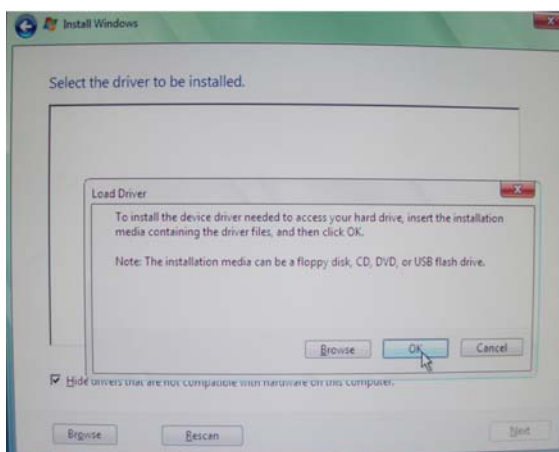 Install Windows
Select the driver to be installed.
Load Driver
To install the device driver needed to access your hard drive, insert the installation
media containing the driver files, and then click OK.
Note: The installation media can be a floppy disk, CD, DVD, or USB flash drive.
Browse OK Cancel
Hide drivers that are not compatible with hardware on this computer.
Browse Rescan Next